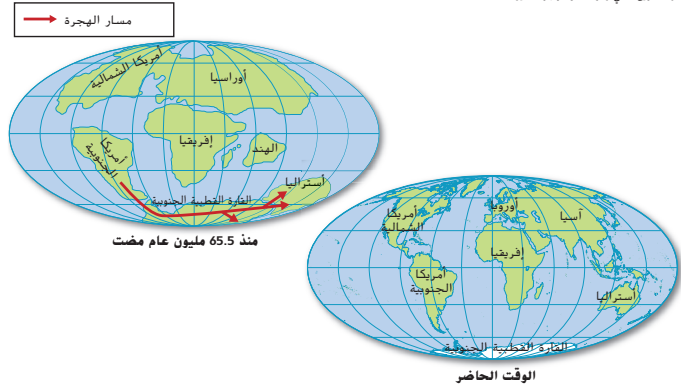 مسار الهجرة
أمريكا الشمالية
أوراسيا
أمريكا
الجنوبية
إفريقيا
الهند
أستراليا
القارة القطبية الجنوبية
منذ 65.5 مليون عام مضت
أمريكا
الشمالية
أوروبا
آسيا
إفريقيا
أمريكا
الجنوبية
أستراليا
القارة القطبية الجنوبية
الوقت الحاضر